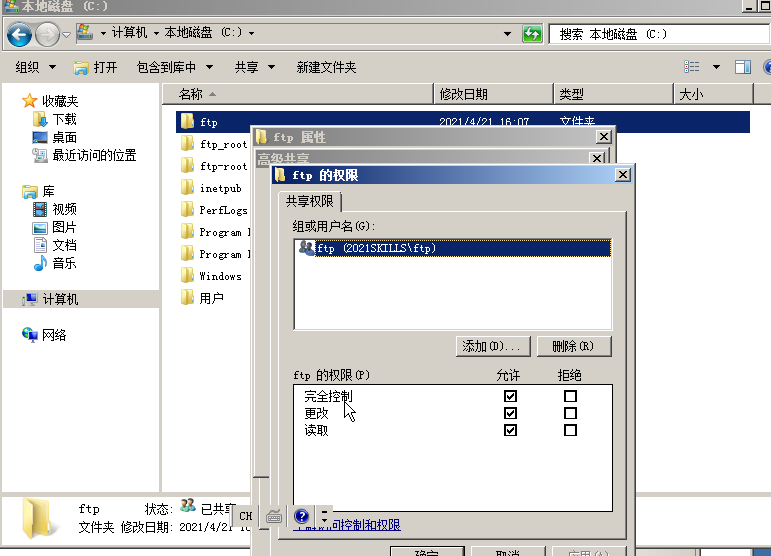 本地磁盘 (C:)
计算机 本地磁盘 (C:)
搜索 本地磁盘 (C:)
组织 打开 包含到库中 共享 新建文件夹
名称 修改日期 类型 大小
收藏夹
下载
桌面
最近访问的位置
库
视频
图片
文档
音乐
计算机
网络
ftp 2021/4/21 16:07 文件夹
ftp_root
ftp-root
inetpub
PerfLogs
Program
Program
Windows
用户
ftp 属性
高级共享
ftp 的权限
共享权限
组或用户名(G):
ftp (2021SKILLS\ftp)
添加(D)... 删除(R)
ftp 的权限(P) 允许 拒绝
完全控制
更改
读取
访问控制和权限
确定 取消 应用(A)
ftp 状态: 已共享
文件夹 修改日期: 2021/4/21
CH